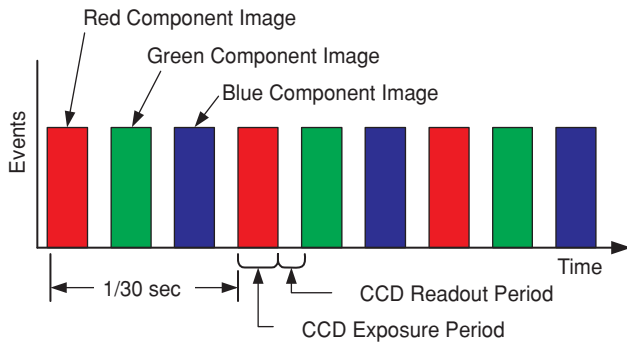 Red Component Image
Green Component Image
Blue Component Image
Events
Time
1/30 sec
CCD Readout Period
CCD Exposure Period